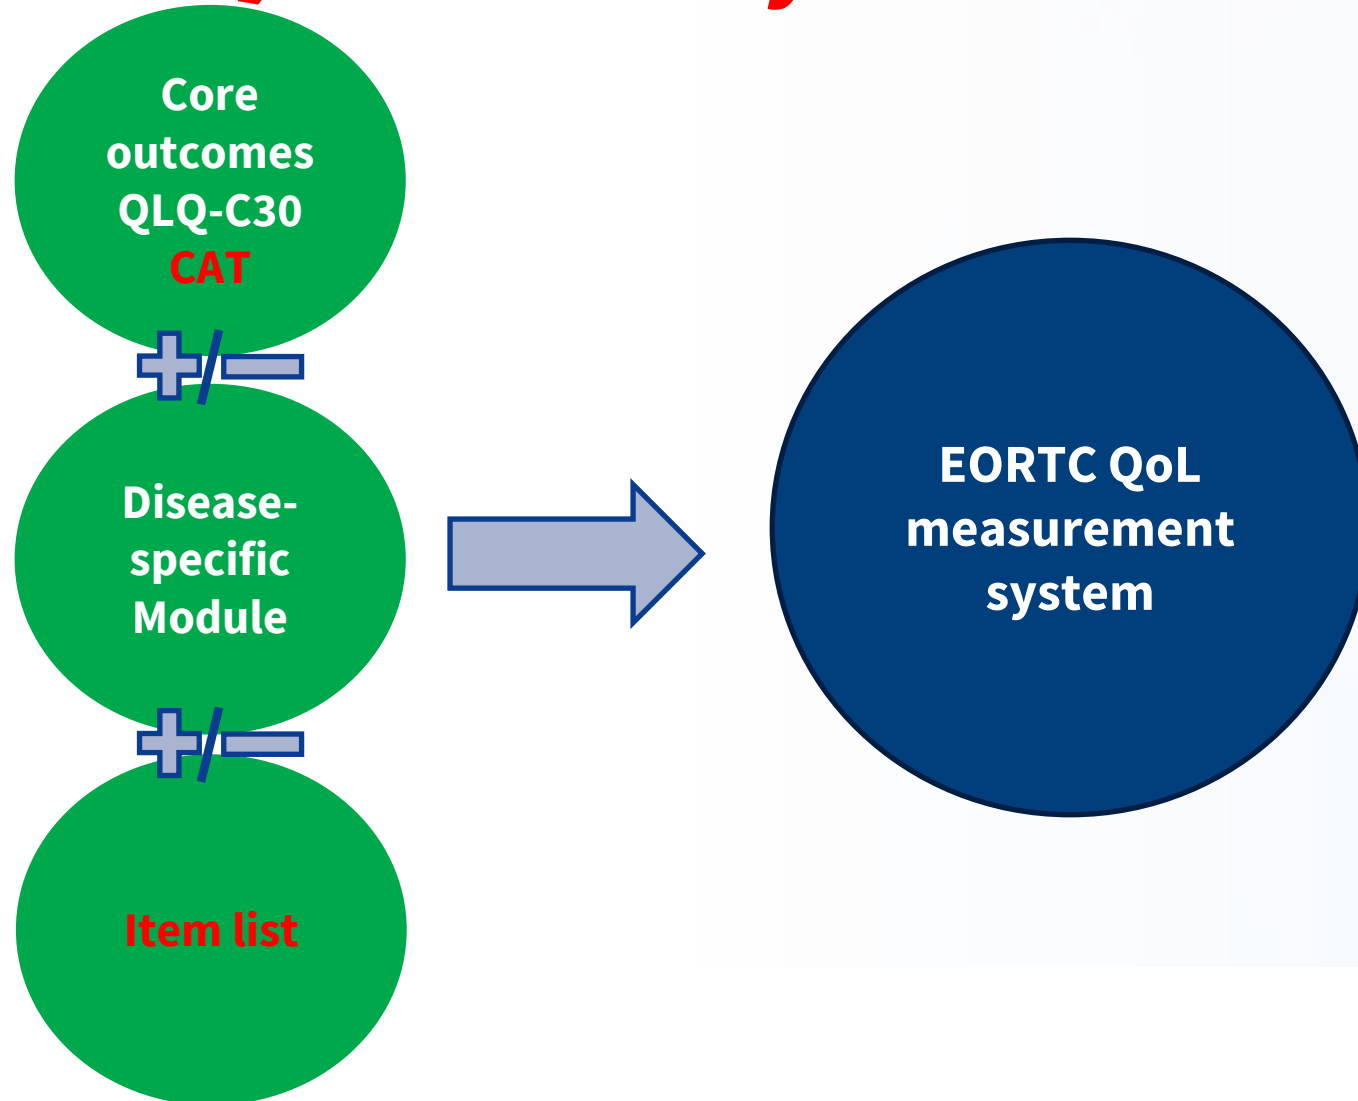 Core
outcomes
QLQ-C30
CAT
Disease-
specific
Module
Item list
EORTC QoL
measurement
system